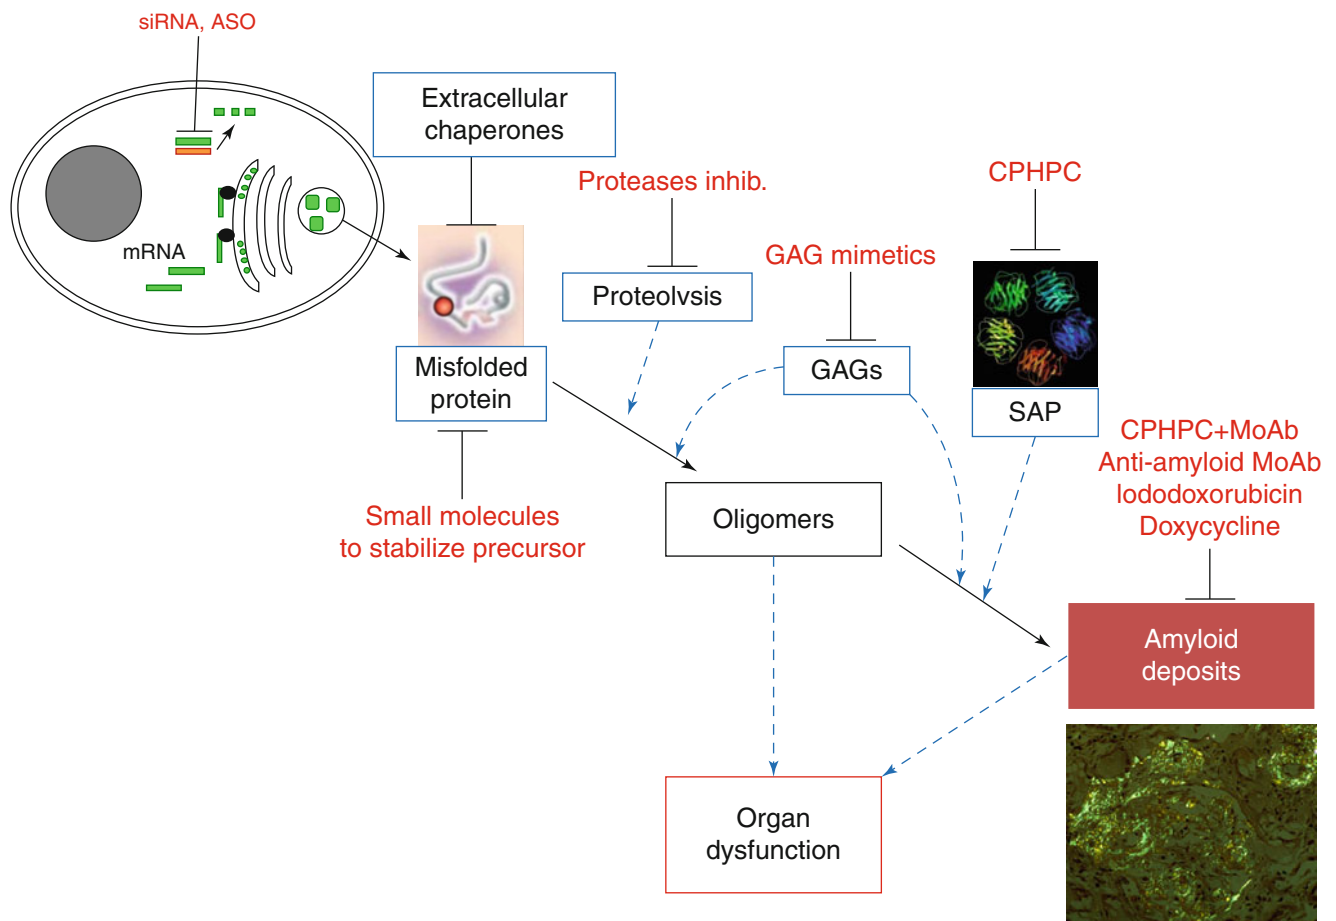 siRNA, ASO
Extracellular
chaperones
mRNA
Proteases inhib.
CPHPC
GAG mimetics
Proteolvsis
Misfolded
protein
GAGs
SAP
CPHPC+MoAb
Anti-amyloid MoAb
Iododoxorubicin
Doxycycline
Small molecules
to stabilize precursor
Oligomers
Amyloid
deposits
Organ
dysfunction